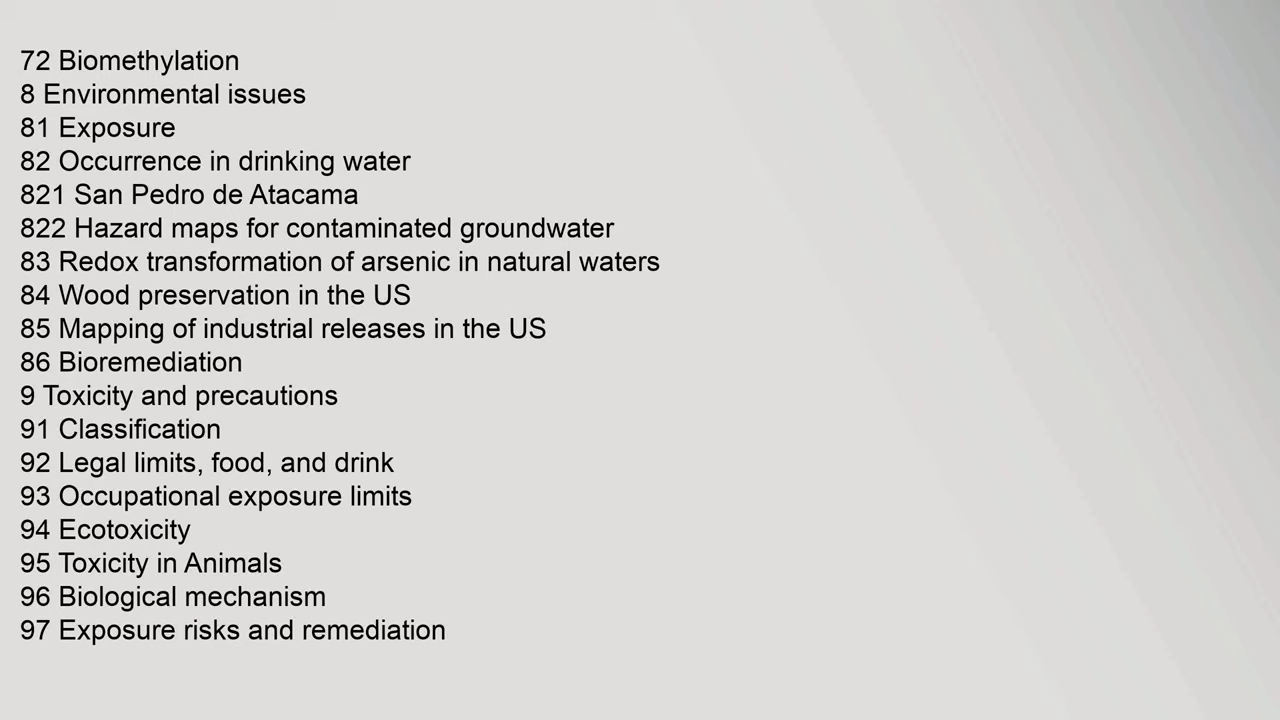 72 Biomethylation
8 Environmental issues
81 Exposure
82 Occurrence in drinking water
821 San Pedro de Atacama
822 Hazard maps for contaminated groundwater
83 Redox transformation of arsenic in natural waters
84 Wood preservation in the US
85 Mapping of industrial releases in the US
86 Bioremediation
9 Toxicity and precautions
91 Classification
92 Legal limits, food, and drink
93 Occupational exposure limits
94 Ecotoxicity
95 Toxicity in Animals
96 Biological mechanism
97 Exposure risks and remediation